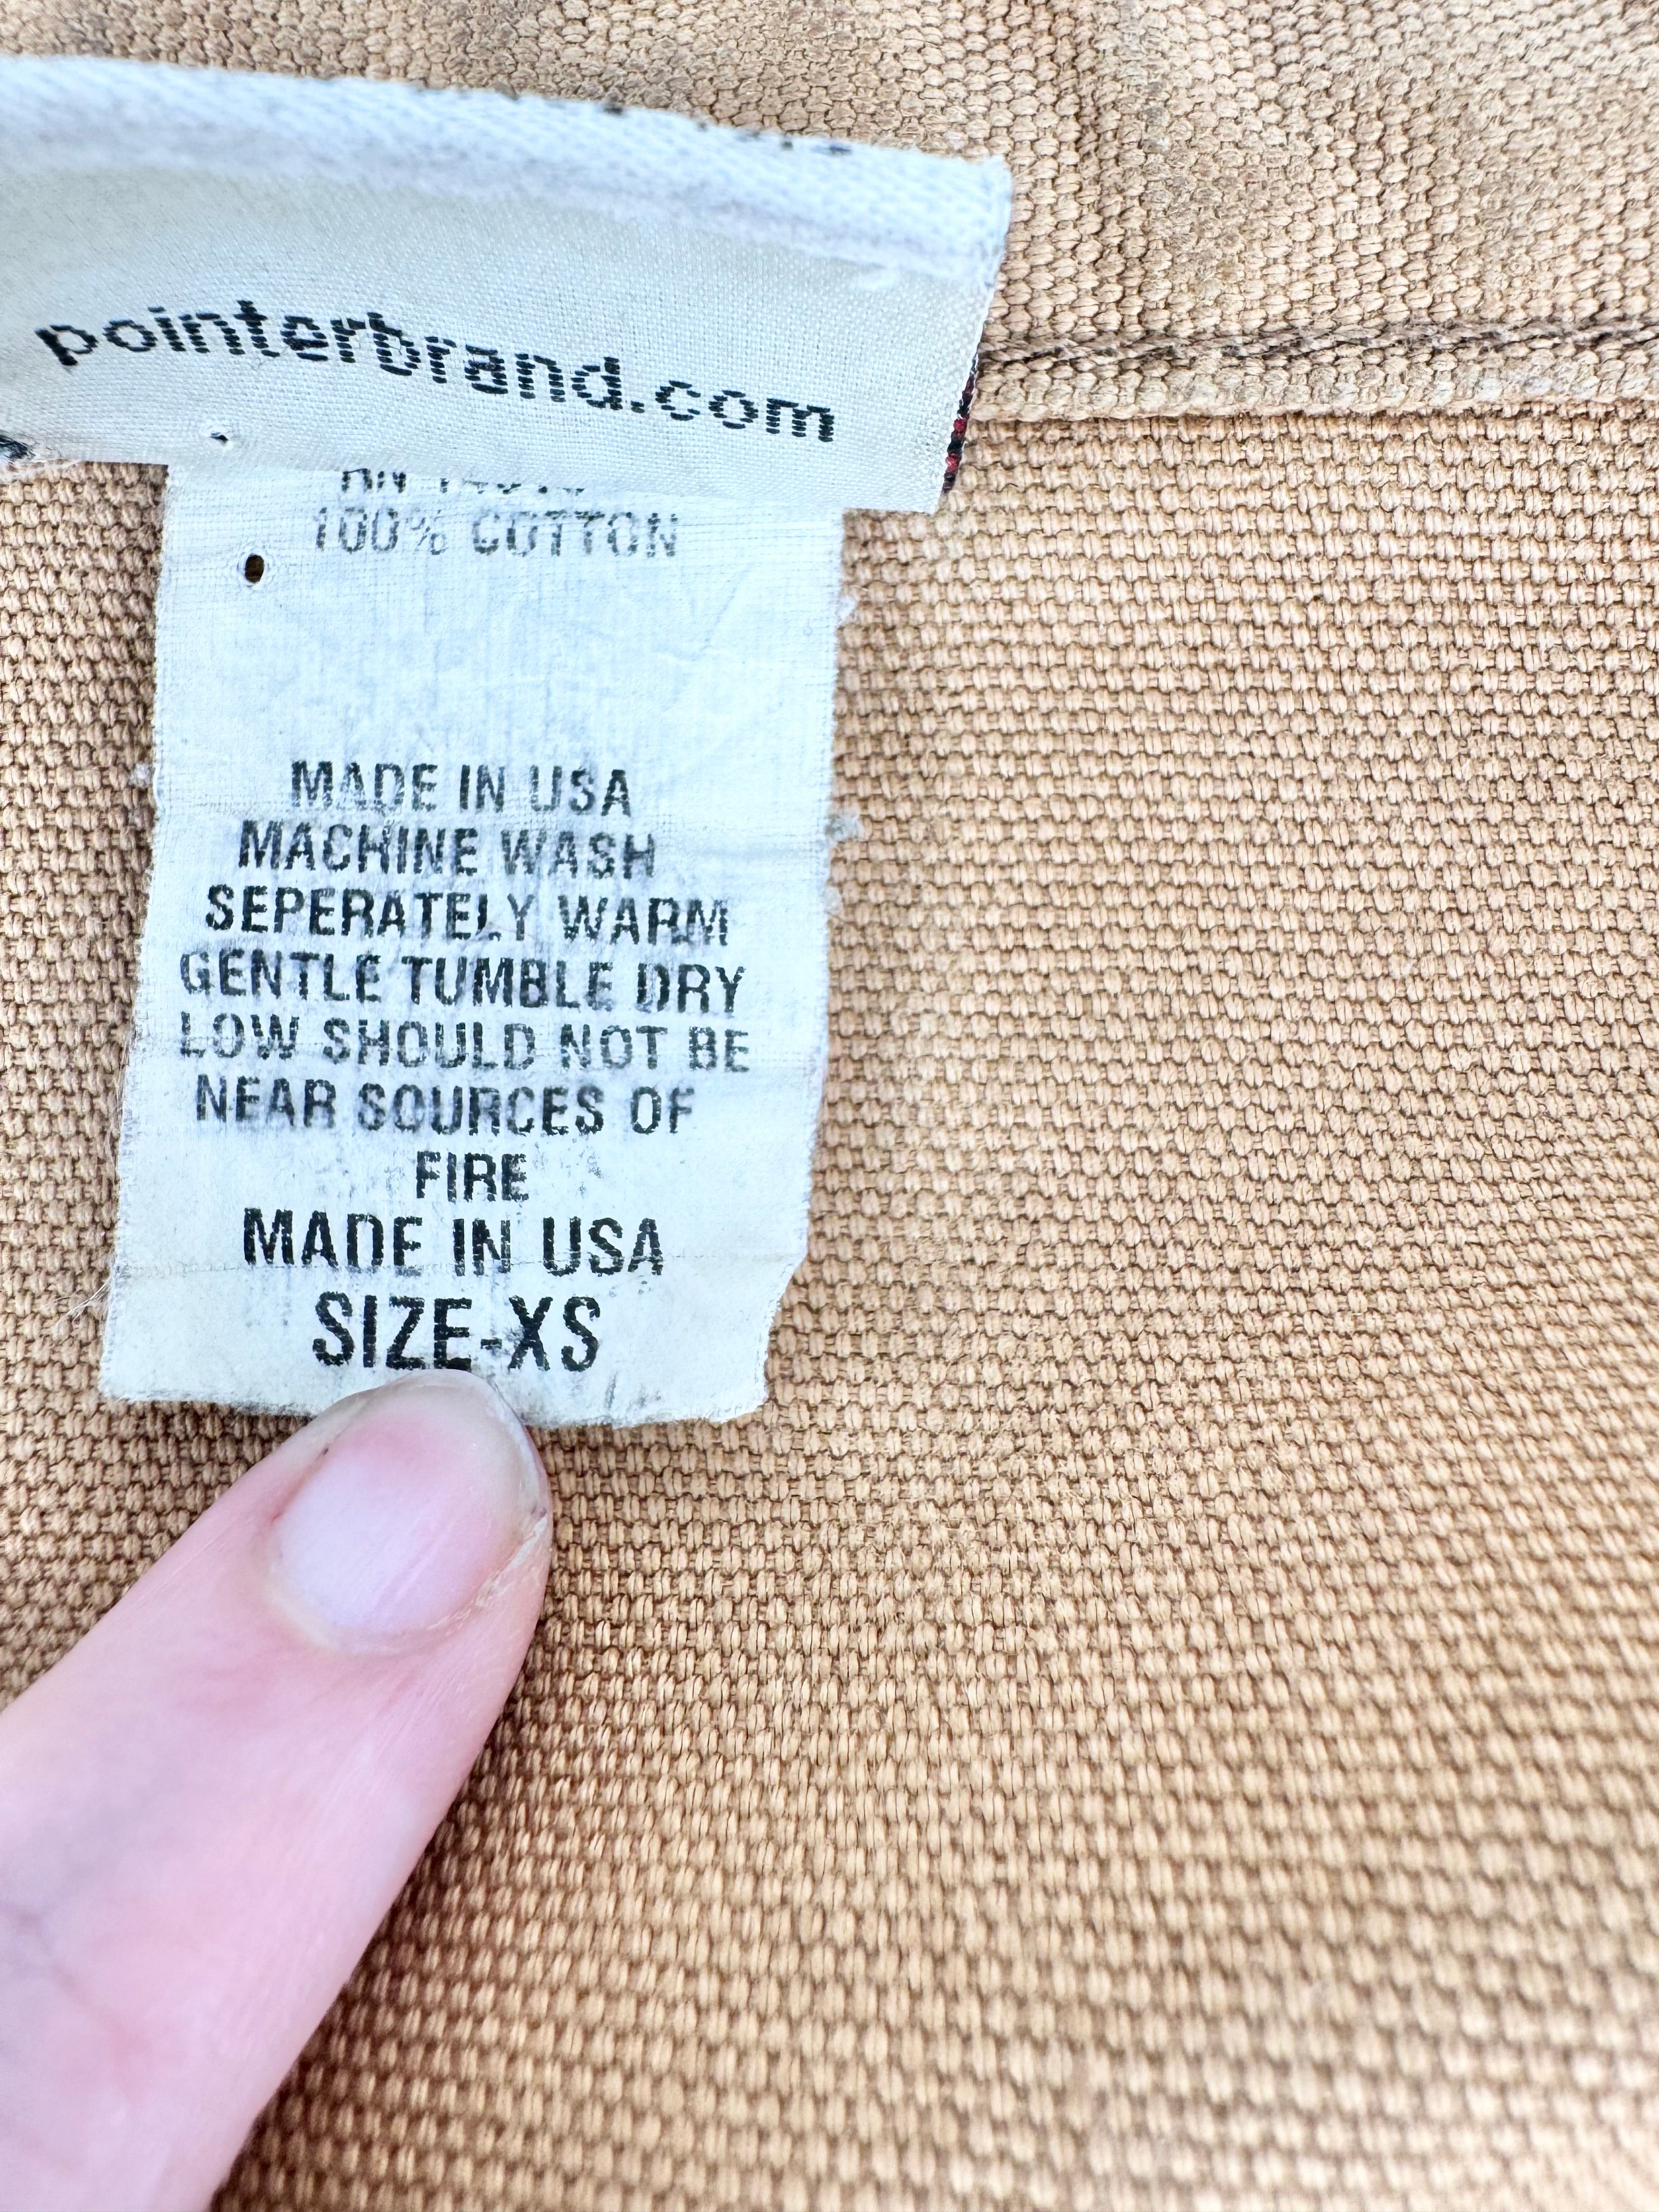 pointerbrand.com
RN
100% COTTON
MADE IN USA
MACHINE WASH
SEPERATELY WARM
GENTLE TUMBLE DRY
LOW SHOULD NOT BE
NEAR SOURCES OF
FIRE
MADE IN USA
SIZE-XS